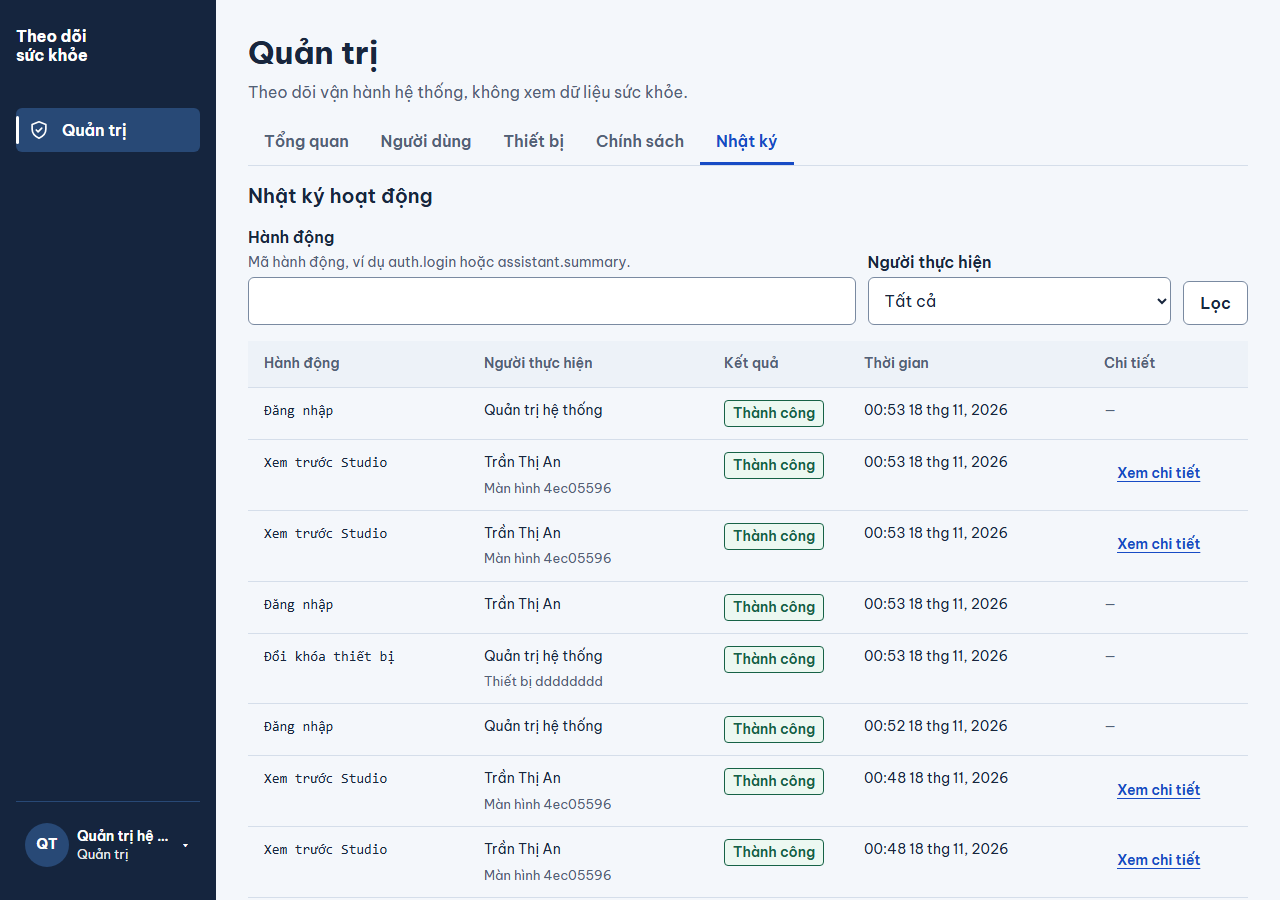 Theo dõi
sức khỏe
Quản trị
QT
Quản trị hệ ...
Quản trị
Quản trị
Theo dõi vận hành hệ thống, không xem dữ liệu sức khỏe.
Tổng quan Người dùng Thiết bị Chính sách Nhật ký
Nhật ký hoạt động
Hành động
Mã hành động, ví dụ auth.login hoặc assistant.summary.
Người thực hiện
Tất cả
Lọc
Hành động Người thực hiện Kết quả Thời gian Chi tiết
Đăng nhập Quản trị hệ thống Thành công 00:53 18 thg 11, 2026 —
Xem trước Studio Trần Thị An Thành công 00:53 18 thg 11, 2026 Xem chi tiết
Màn hình 4ec05596
Xem trước Studio Trần Thị An Thành công 00:53 18 thg 11, 2026 Xem chi tiết
Màn hình 4ec05596
Đăng nhập Trần Thị An Thành công 00:53 18 thg 11, 2026 —
Đổi khóa thiết bị Quản trị hệ thống Thành công 00:53 18 thg 11, 2026 —
Thiết bị dddddddd
Đăng nhập Quản trị hệ thống Thành công 00:52 18 thg 11, 2026 —
Xem trước Studio Trần Thị An Thành công 00:48 18 thg 11, 2026 Xem chi tiết
Màn hình 4ec05596
Xem trước Studio Trần Thị An Thành công 00:48 18 thg 11, 2026 Xem chi tiết
Màn hình 4ec05596